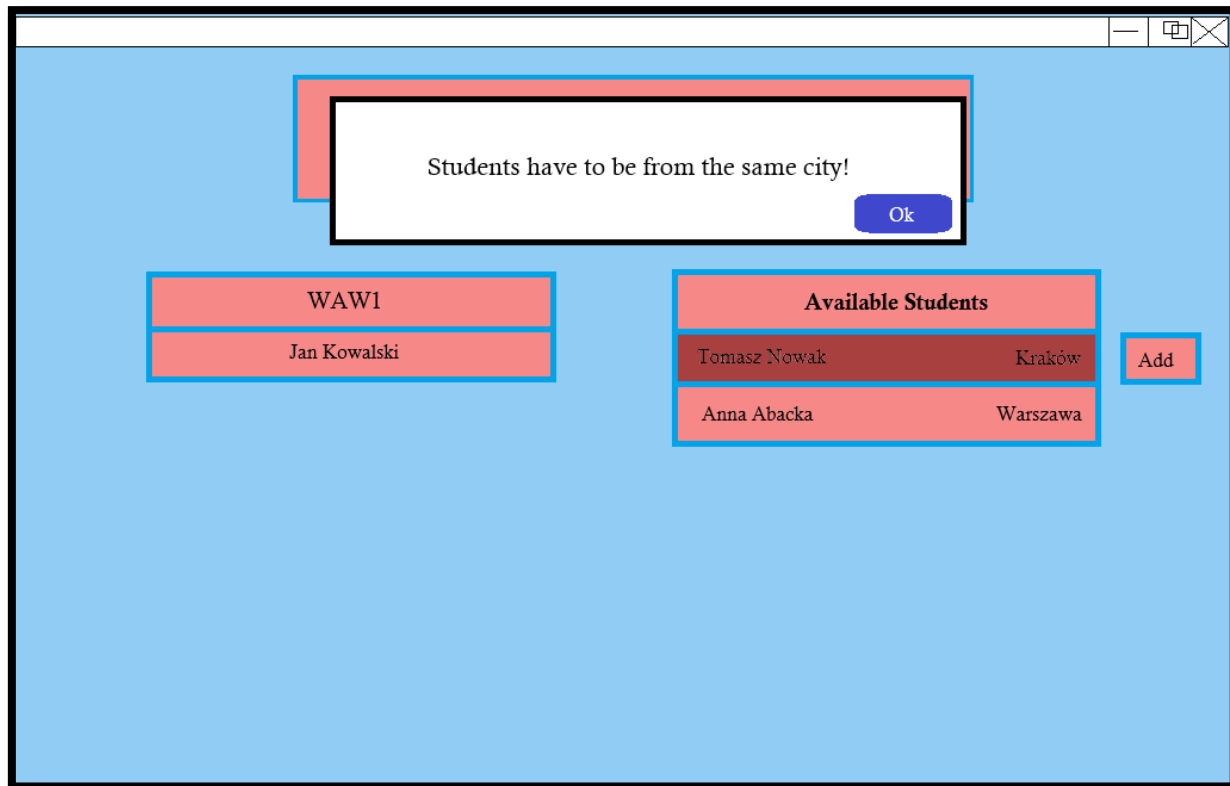 Students have to be from the same city!
Ok
WAW1
Jan Kowalski
Available Students
Tomasz Nowak Kraków
Add
Anna Abacka Warszawa